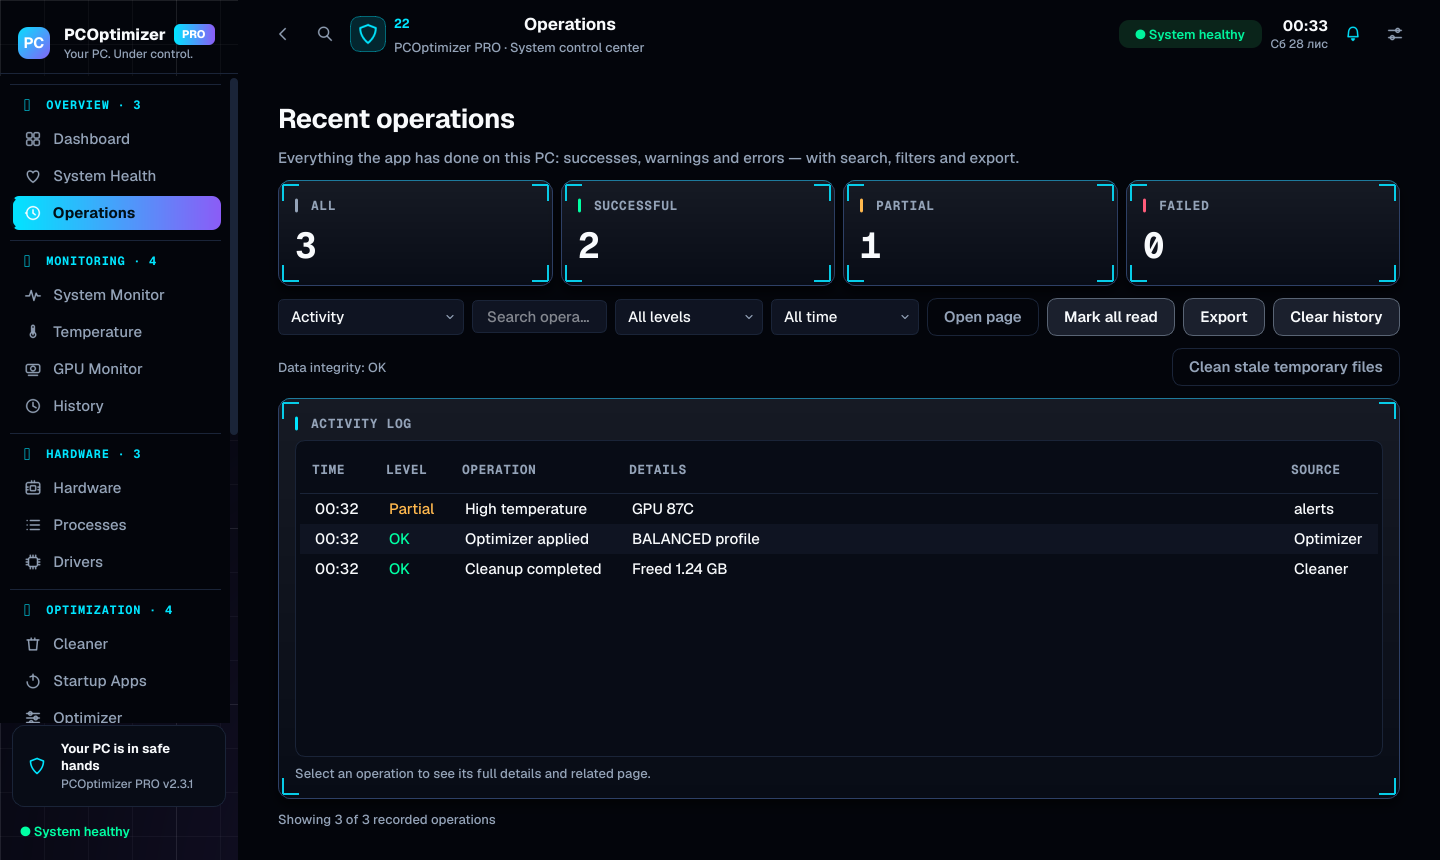 PC
PCOptimizer PRO
Your PC. Under control.
OVERVIEW · 3
Dashboard
System Health
Operations
MONITORING · 4
System Monitor
Temperature
GPU Monitor
History
HARDWARE · 3
Hardware
Processes
Drivers
OPTIMIZATION · 4
Cleaner
Startup Apps
Optimizer
Your PC is in safe
hands
PCOptimizer PRO v2.3.1
System healthy
22
Operations
PCOptimizer PRO · System control center
System healthy
00:33
Сб 28 лис
Recent operations
Everything the app has done on this PC: successes, warnings and errors — with search, filters and export.
ALL
3
SUCCESSFUL
2
PARTIAL
1
FAILED
0
Activity
Search opera...
All levels
All time
Open page
Mark all read
Export
Clear history
Data integrity: OK
Clean stale temporary files
ACTIVITY LOG
TIME LEVEL OPERATION DETAILS SOURCE
00:32 Partial High temperature GPU 87C alerts
00:32 OK Optimizer applied BALANCED profile Optimizer
00:32 OK Cleanup completed Freed 1.24 GB Cleaner
Select an operation to see its full details and related page.
Showing 3 of 3 recorded operations